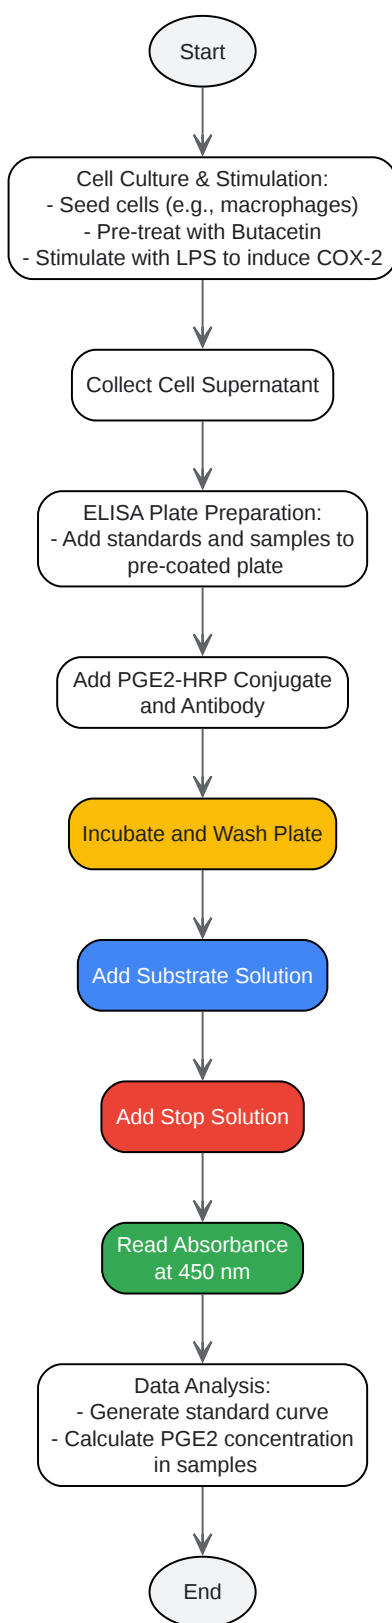 Start
Cell Culture & Stimulation:
- Seed cells (e.g., macrophages)
- Pre-treat with Butacetin
- Stimulate with LPS to induce COX-2
Collect Cell Supernatant
ELISA Plate Preparation:
- Add standards and samples to
pre-coated plate
Add PGE2-HRP Conjugate
and Antibody
Incubate and Wash Plate
Add Substrate Solution
Add Stop Solution
Read Absorbance
at 450 nm
Data Analysis:
- Generate standard curve
- Calculate PGE2 concentration
in samples
End